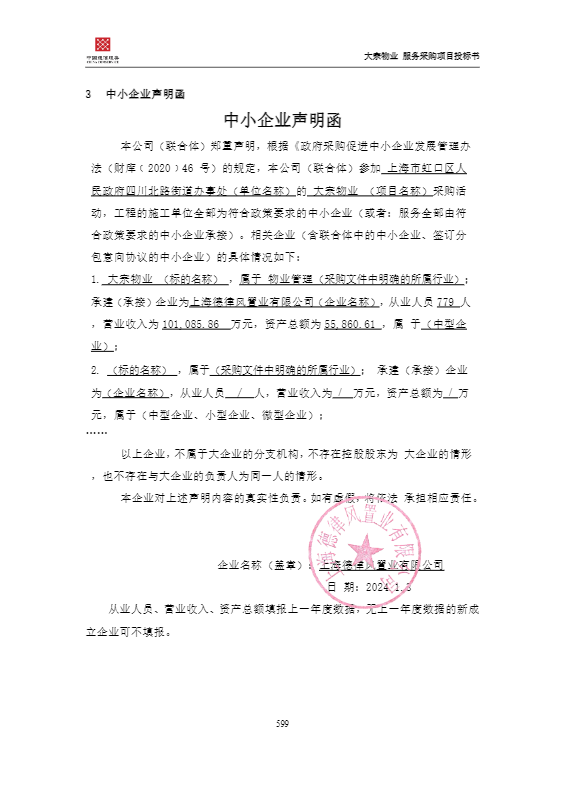 大宗物业 服务采购项目投标书
3 中小企业声明函
中小企业声明函
本公司（联合体）郑重声明，根据《政府采购促进中小企业发展管理办
法（财库﹝2020﹞46 号）的规定，本公司（联合体）参加 上海市虹口区人
民政府四川北路街道办事处（单位名称）的 大宗物业 （项目名称）采购活
动，工程的施工单位全部为符合政策要求的中小企业（或者：服务全部由符
合政策要求的中小企业承接）。相关企业（含联合体中的中小企业、签订分
包意向协议的中小企业）的具体情况如下：
1. 大宗物业 （标的名称） ，属于 物业管理（采购文件中明确的所属行业）；
承建（承接）企业为上海德律风置业有限公司（企业名称），从业人员779 人
，营业收入为101,085.86 万元，资产总额为55,860.61 ，属 于（中型企
业）；
2. （标的名称） ，属于（采购文件中明确的所属行业）； 承建（承接）企业
为（企业名称），从业人员 / 人，营业收入为 / 万元，资产总额为 / 万
元，属于（中型企业、小型企业、微型企业）；
……
以上企业，不属于大企业的分支机构，不存在控股股东为 大企业的情形
，也不存在与大企业的负责人为同一人的情形。
本企业对上述声明内容的真实性负责。如有虚假，将依法 承担相应责任。
上海德律风置业有限公司
企业名称（盖章）：上海德律风置业有限公司
日 期：2024.1.3
从业人员、营业收入、资产总额填报上一年度数据，无上一年度数据的新成
立企业可不填报。
599